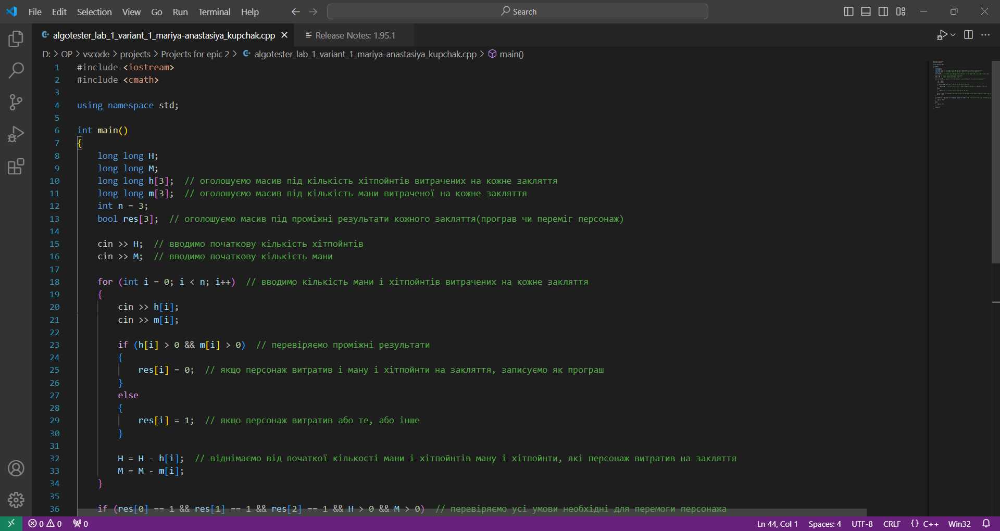 File Edit Selection View Go Run Terminal Help Search
algotester_lab_1_variant_1_mariya-anastasiya_kupchak.cpp Release Notes: 1.95.1
D: > OP > vscode > projects > Projects for epic 2 > algotester_lab_1_variant_1_mariya-anastasiya_kupchak.cpp > main()
1 #include <iostream>
2 #include <cmath>
3
4 using namespace std;
5
6 int main()
7 {
8 long long H;
9 long long M;
10 long long h[3]; // оголошуємо масив під кількість хітпойнтів витрачених на кожне закляття
11 long long m[3]; // оголошуємо масив під кількість мани витраченої на кожне закляття
12 int n = 3;
13 bool res[3]; // оголошуємо масив під проміжні результати кожного закляття(програв чи переміг персонаж)
14
15 cin >> H; // вводимо початкову кількість хітпойнтів
16 cin >> M; // вводимо початкову кількість мани
17
18 for (int i = 0; i < n; i++) // вводимо кількість мани і хітпойнтів витрачених на кожне закляття
19 {
20 cin >> h[i];
21 cin >> m[i];
22
23 if (h[i] > 0 && m[i] > 0) // перевіряємо проміжні результати
24 {
25 res[i] = 0; // якщо персонаж витратив і ману і хітпойнти на закляття, записуємо як програш
26 }
27 else
28 {
29 res[i] = 1; // якщо персонаж витратив або те, або інше
30 }
31
32 H = H - h[i]; // віднімаємо від початкої кількості мани і хітпойнтів ману і хітпойнти, які персонаж витратив на закляття
33 M = M - m[i];
34 }
35
36 if (res[0] == 1 && res[1] == 1 && res[2] == 1 && H > 0 && M > 0) // перевіряємо усі умови необхідні для перемоги персонажа
0 0 0 Ln 44, Col 1 Spaces: 4 UTF-8 CRLF {} C++ Win32